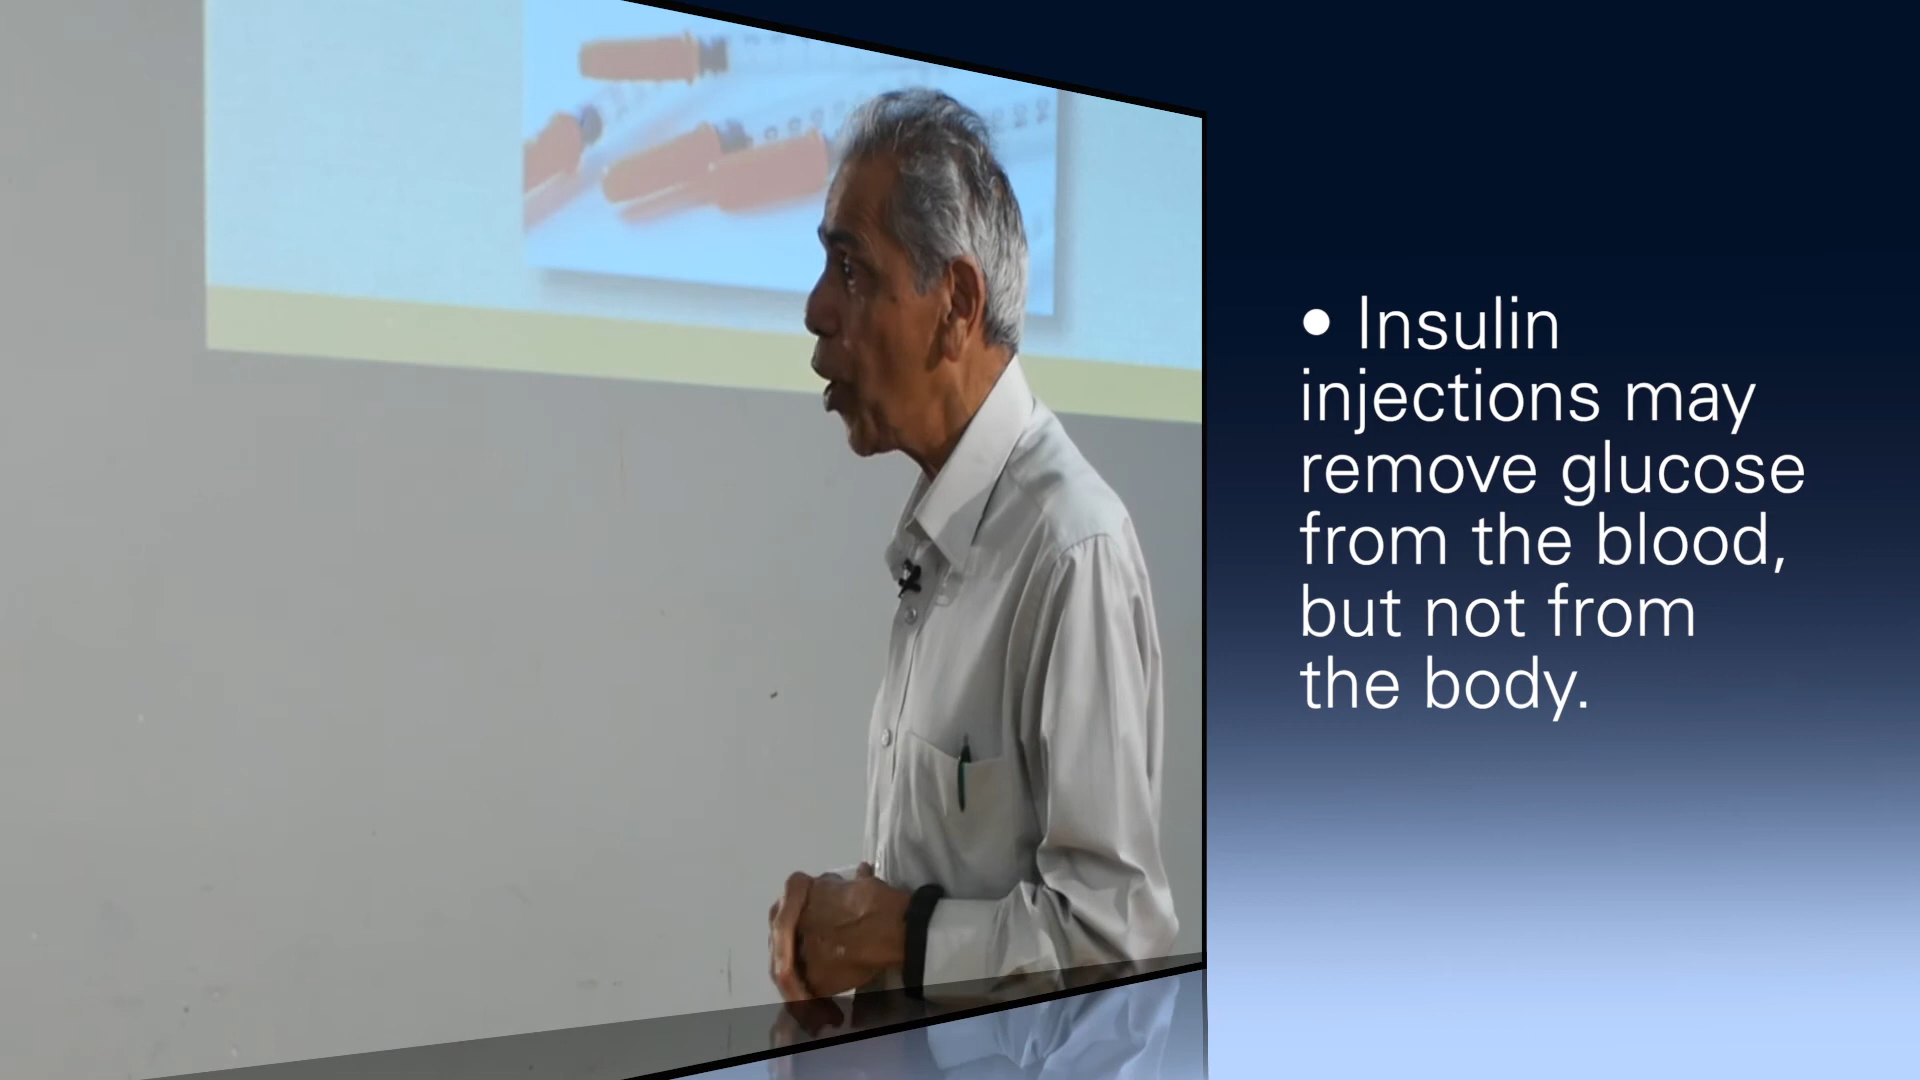 • Insulin
injections may
remove glucose
from the blood,
but not from
the body.